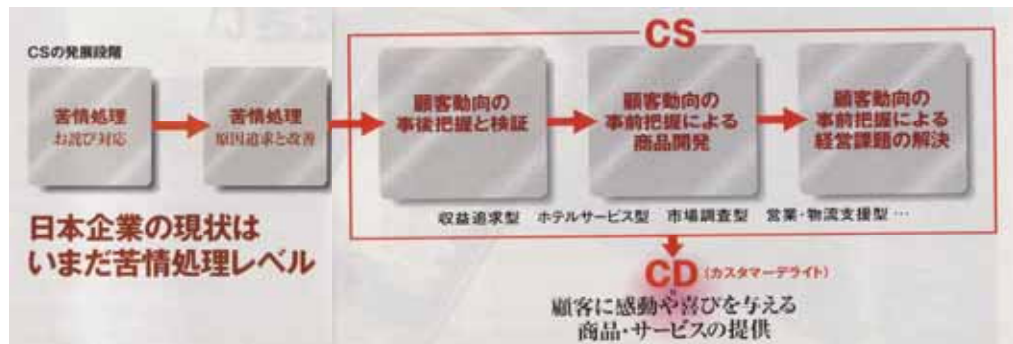 CSの発展段階
苦情処理
お詫び対応
苦情処理
原因追求と改善
日本企業の現状は
いまだ苦情処理レベル
CS
顧客動向の
事後把握と検証
顧客動向の
事前把握による
商品開発
顧客動向の
事前把握による
経営課題の解決
収益追求型 ホテルサービス型 市場調査型 営業・物流支援型…
CD(カスタマーデライト)
顧客に感動や喜びを与える
商品・サービスの提供